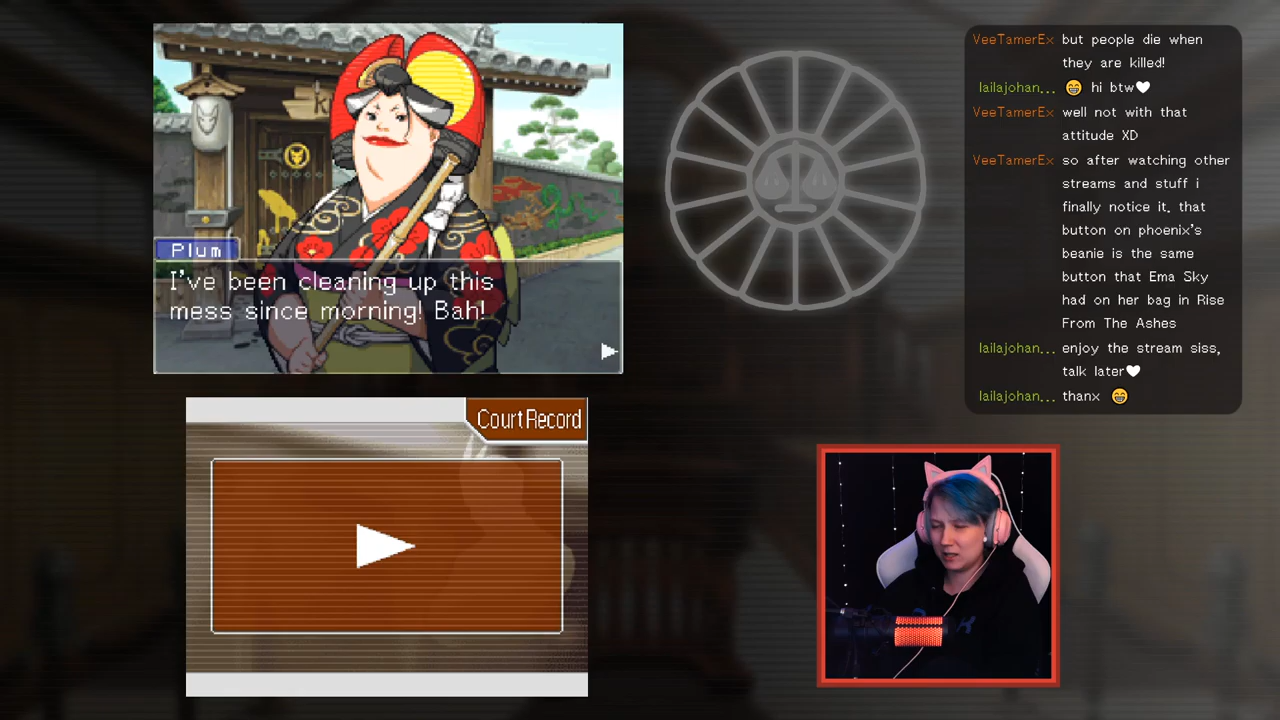 Plum
I've been cleaning up this
mess since morning! Bah!
Court Record
VeeTamerEx but people die when
they are killed!
lailajohan... 😁 hi btw🤍
VeeTamerEx well not with that
attitude XD
VeeTamerEx so after watching other
streams and stuff i
finally notice it. that
button on phoenix's
beanie is the same
button that Ema Sky
had on her bag in Rise
From The Ashes
lailajohan... enjoy the stream siss,
talk later🤍
lailajohan... thanx 😁